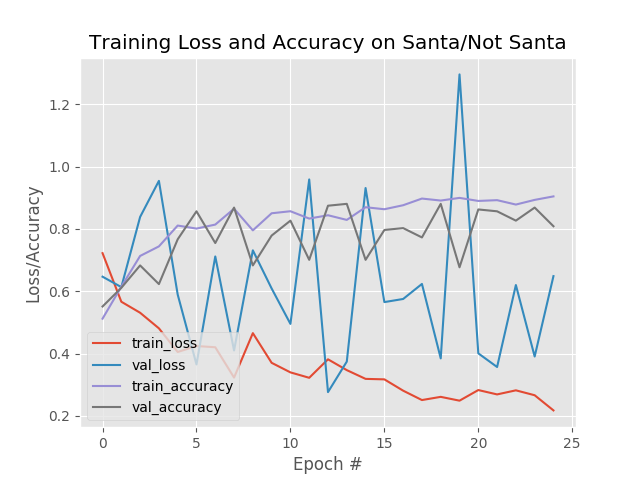 Training Loss and Accuracy on Santa/Not Santa
Loss/Accuracy
1.2
1.0
0.8
0.6
0.4
0.2
train_loss
val_loss
train_accuracy
val_accuracy
0 5 10 15 20 25
Epoch #